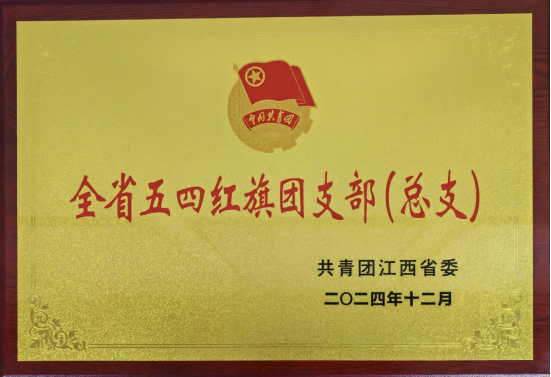 中国共青团
全省五四红旗团支部(总支)
共青团江西省委
二〇二四年十二月